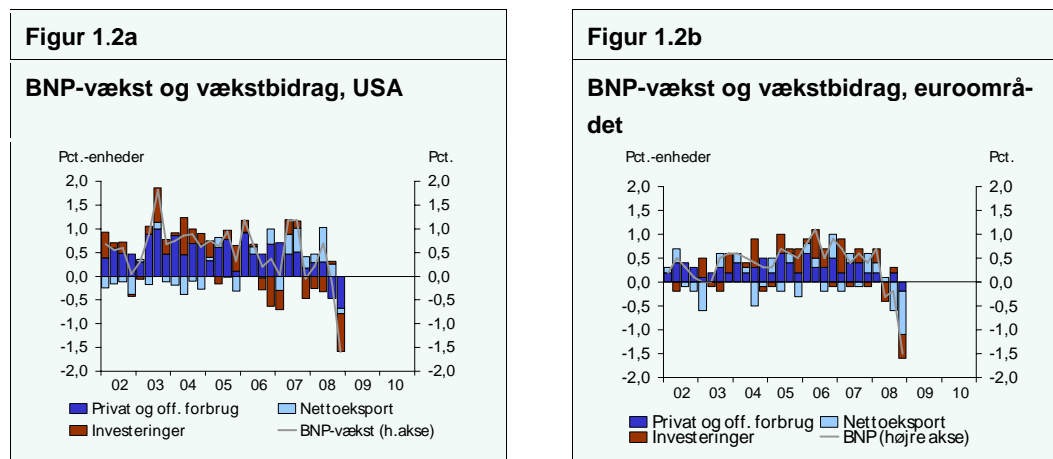 Figur 1.2a
BNP-vækst og vækstbidrag, USA
Pct.-enheder Pct.
2,0 2,0
1,5 1,5
1,0 1,0
0,5 0,5
0,0 0,0
-0,5 -0,5
-1,0 -1,0
-1,5 -1,5
-2,0 -2,0
02 03 04 05 06 07 08 09 10
Privat og off. forbrug Nettoeksport
Investeringer BNP-vækst (h.akse)
Figur 1.2b
BNP-vækst og vækstbidrag, euroområ-
det
Pct.-enheder Pct.
2,0 2,0
1,5 1,5
1,0 1,0
0,5 0,5
0,0 0,0
-0,5 -0,5
-1,0 -1,0
-1,5 -1,5
-2,0 -2,0
02 03 04 05 06 07 08 09 10
Privat og off. forbrug Nettoeksport
Investeringer BNP (højre akse)